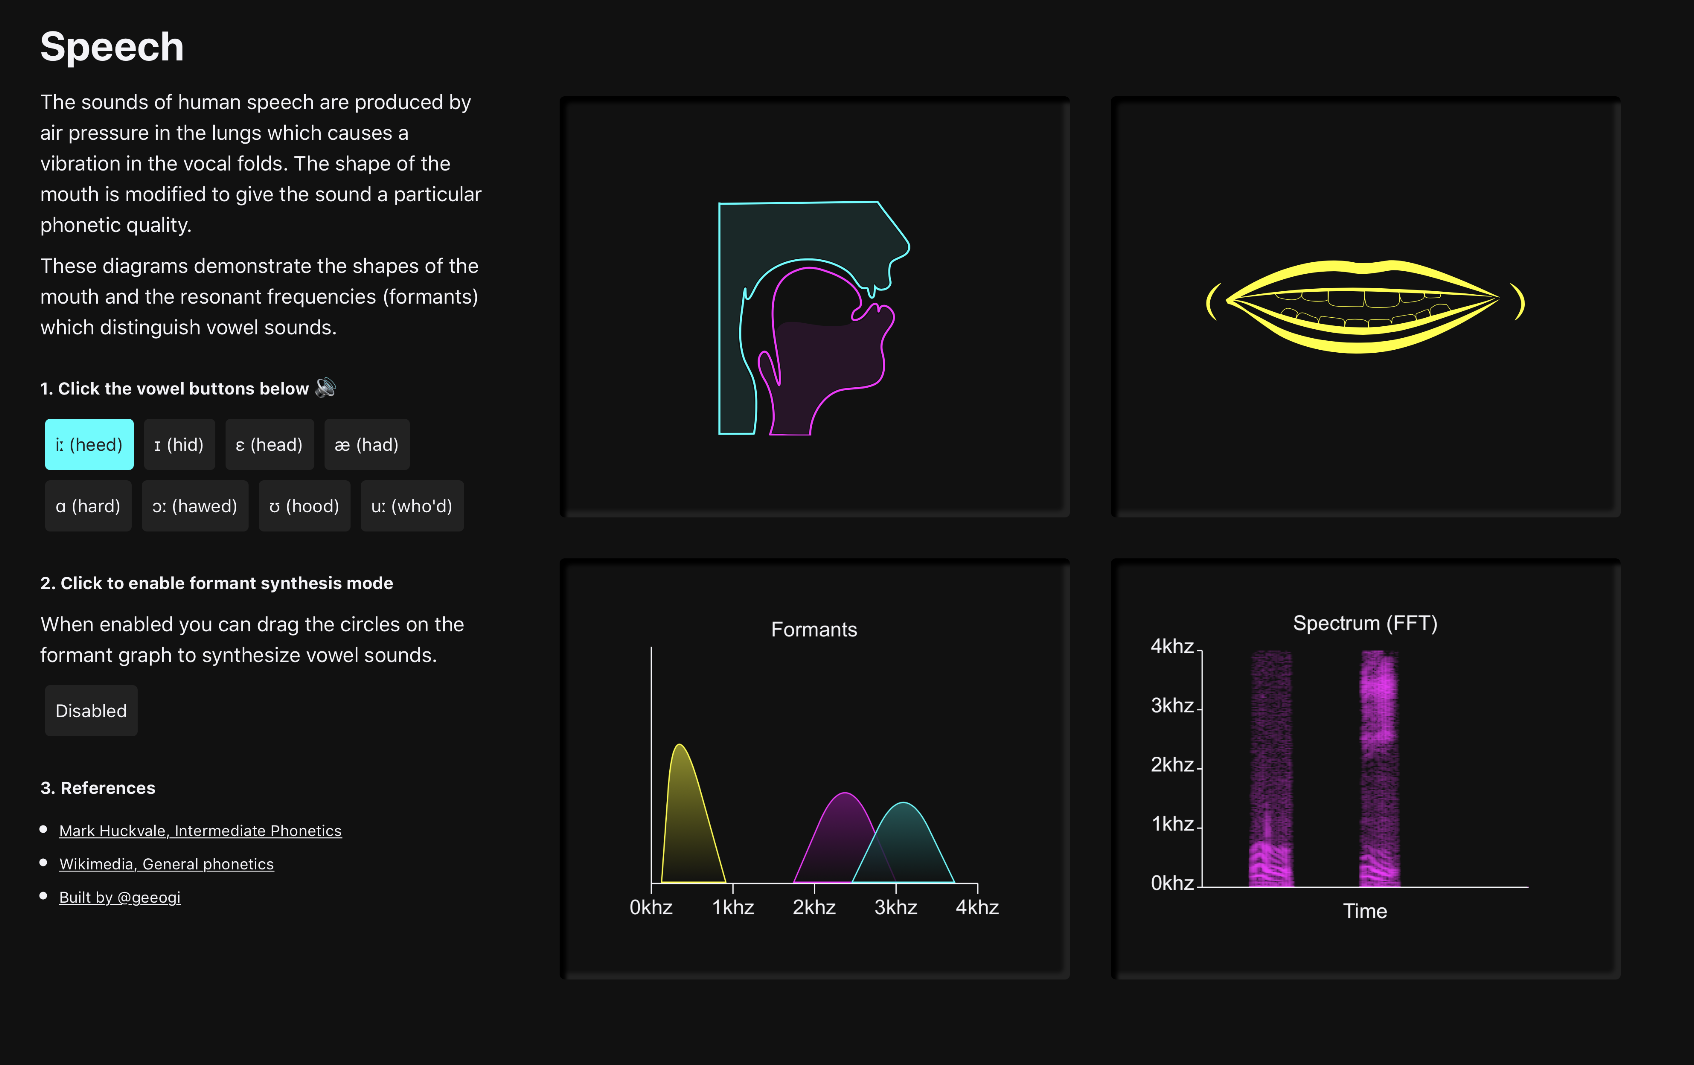 Speech
The sounds of human speech are produced by
air pressure in the lungs which causes a
vibration in the vocal folds. The shape of the
mouth is modified to give the sound a particular
phonetic quality.
These diagrams demonstrate the shapes of the
mouth and the resonant frequencies (formants)
which distinguish vowel sounds.
1. Click the vowel buttons below 🔊
iː (heed)
ɪ (hid)
ɛ (head)
æ (had)
ɑ (hard)
ɔː (hawed)
ʊ (hood)
uː (who'd)
2. Click to enable formant synthesis mode
When enabled you can drag the circles on the
formant graph to synthesize vowel sounds.
Disabled
3. References
Mark Huckvale, Intermediate Phonetics
Wikimedia, General phonetics
Built by @geeogi
Formants
0khz 1khz 2khz 3khz 4khz
Spectrum (FFT)
4khz
3khz
2khz
1khz
0khz
Time